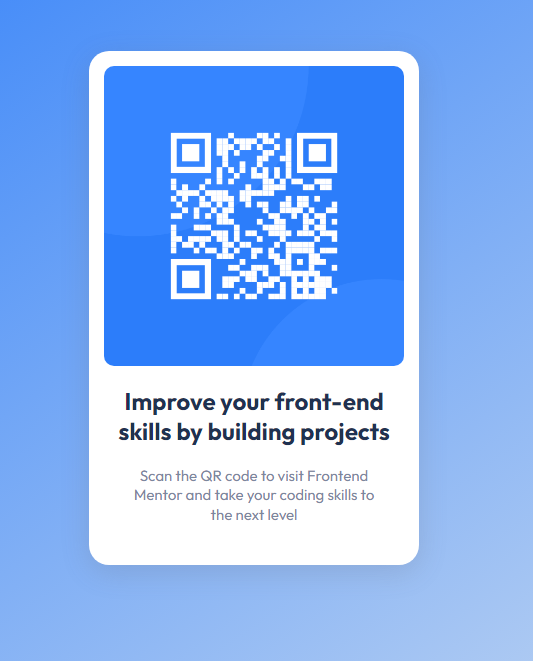 Improve your front-end
skills by building projects
Scan the QR code to visit Frontend
Mentor and take your coding skills to
the next level